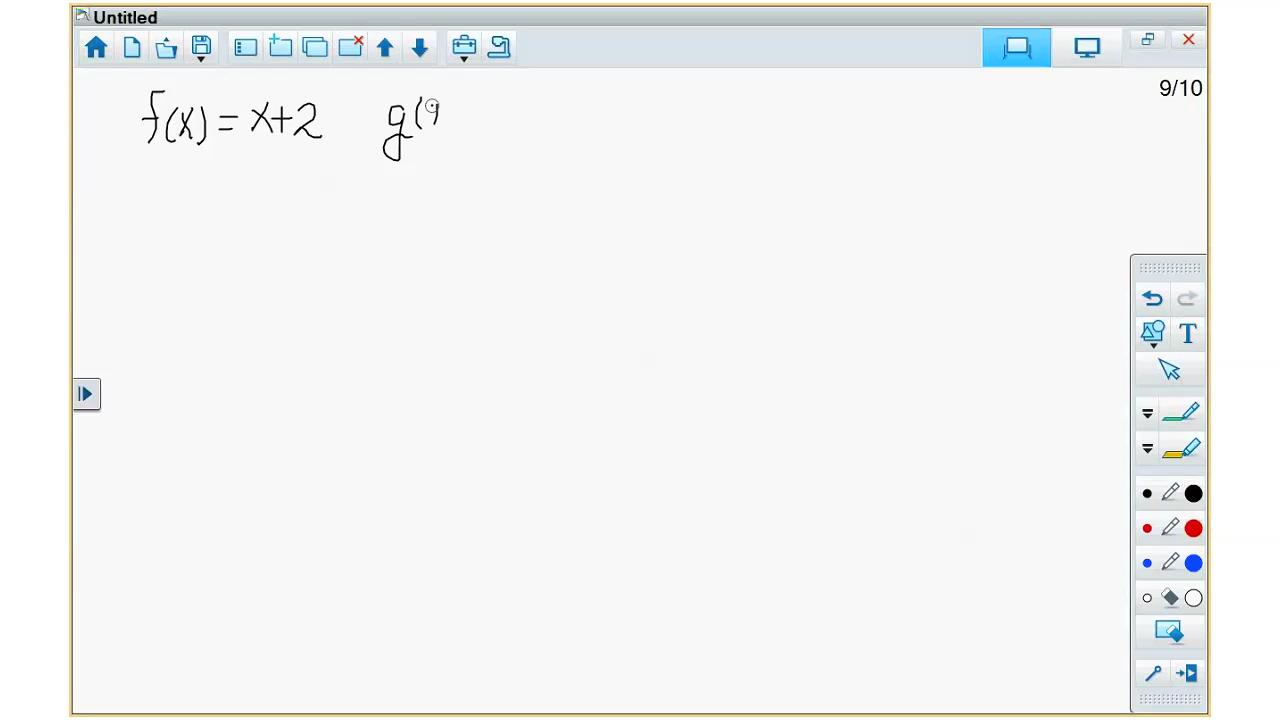 Untitled
9/10
f(x) = x+2 g(
T